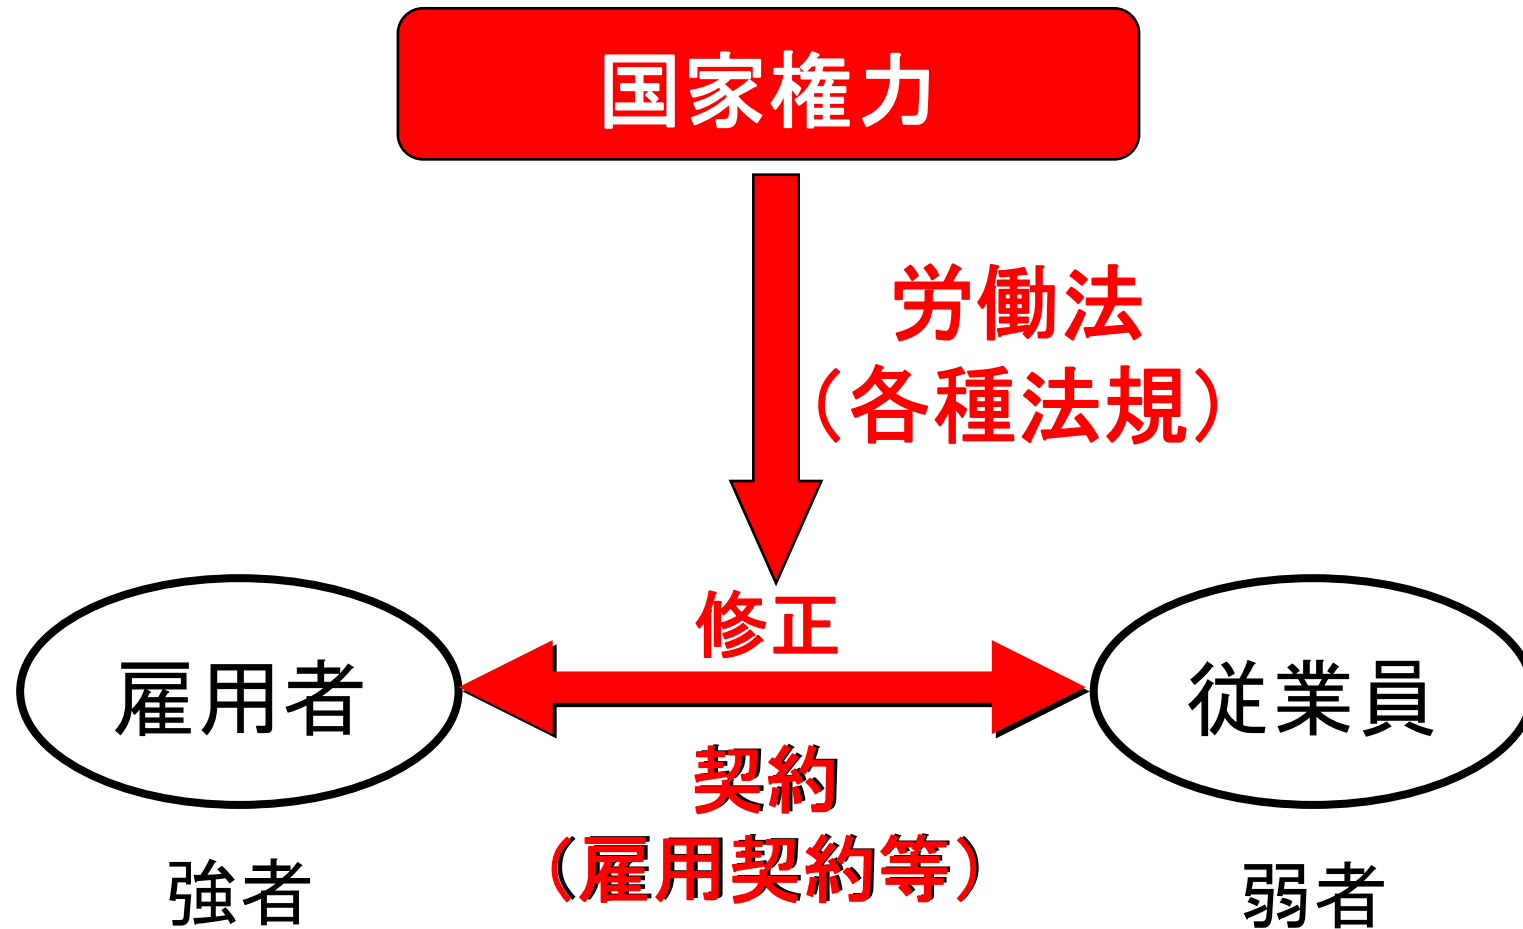 国家権力
労働法
（各種法規）
修正
雇用者
従業員
契約
（雇用契約等）
強者
弱者